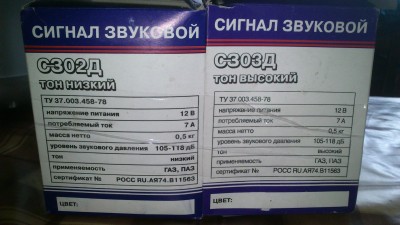 СИГНАЛ ЗВУКОВОЙ
С302Д
ТОН НИЗКИЙ
ТУ 37.003.458-78
напряжение питания 12 В
потребляемый ток 7 А
масса нетто 0,5 кг
уровень звукового давления 105-118 дБ
тон низкий
применяемость ГАЗ, ПАЗ
сертификат № РОСС RU.АЯ74.В11563
ЦВЕТ:
СИГНАЛ ЗВУКОВОЙ
С303Д
ТОН ВЫСОКИЙ
ТУ 37.003.458-78
напряжение питания 12 В
потребляемый ток 7 А
масса нетто 0,5 кг
уровень звукового давления 105-118 дБ
тон высокий
применяемость ГАЗ, ПАЗ
сертификат № РОСС RU.АЯ74.В11563
ЦВЕТ: